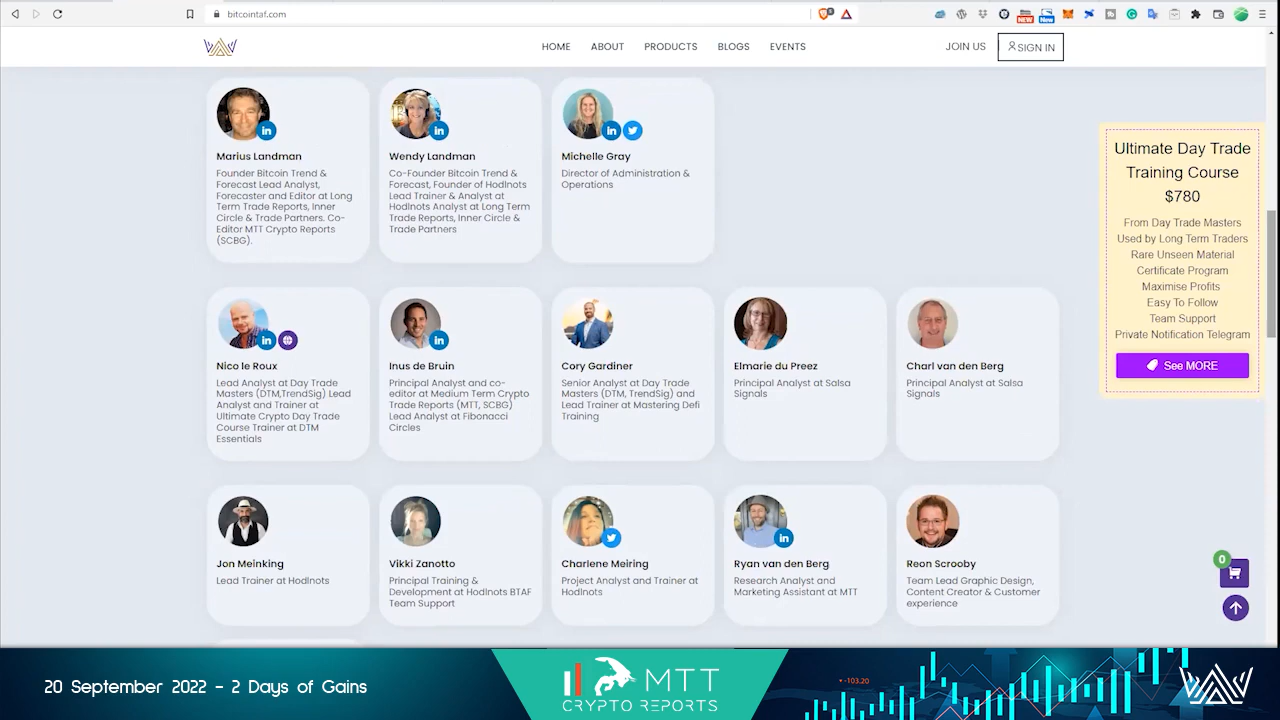 bitcointaf.com
NEW
New
HOME
ABOUT
PRODUCTS
BLOGS
EVENTS
JOIN US
SIGN IN
Marius Landman
Founder Bitcoin Trend &
Forecast Lead Analyst,
Forecaster and Editor at Long
Term Trade Reports, Inner
Circle & Trade Partners. Co-
Editor MTT Crypto Reports
(SCBG).
Wendy Landman
Co-Founder Bitcoin Trend &
Forecast, Founder of Hodlnots
Lead Trainer & Analyst at
Hodlnots Analyst at Long Term
Trade Reports, Inner Circle &
Trade Partners
Michelle Gray
Director of Administration &
Operations
Ultimate Day Trade
Training Course
$780
From Day Trade Masters
Used by Long Term Traders
Rare Unseen Material
Certificate Program
Maximise Profits
Easy To Follow
Team Support
Private Notification Telegram
See MORE
Nico le Roux
Lead Analyst at Day Trade
Masters (DTM,TrendSig) Lead
Analyst and Trainer at
Ultimate Crypto Day Trade
Course Trainer at DTM
Essentials
Inus de Bruin
Principal Analyst and co-
editor at Medium Term Crypto
Trade Reports (MTT, SCBG)
Lead Analyst at Fibonacci
Circles
Cory Gardiner
Senior Analyst at Day Trade
Masters (DTM, TrendSig) and
Lead Trainer at Mastering Defi
Training
Elmarie du Preez
Principal Analyst at Salsa
Signals
Charl van den Berg
Principal Analyst at Salsa
Signals
Jon Meinking
Lead Trainer at Hodlnots
Vikki Zanotto
Principal Training &
Development at Hodlnots BTAF
Team Support
Charlene Meiring
Project Analyst and Trainer at
Hodlnots
Ryan van den Berg
Research Analyst and
Marketing Assistant at MTT
Reon Scrooby
Team Lead Graphic Design,
Content Creator & Customer
experience
0
20 September 2022 - 2 Days of Gains
MTT
CRYPTO REPORTS
-103.20